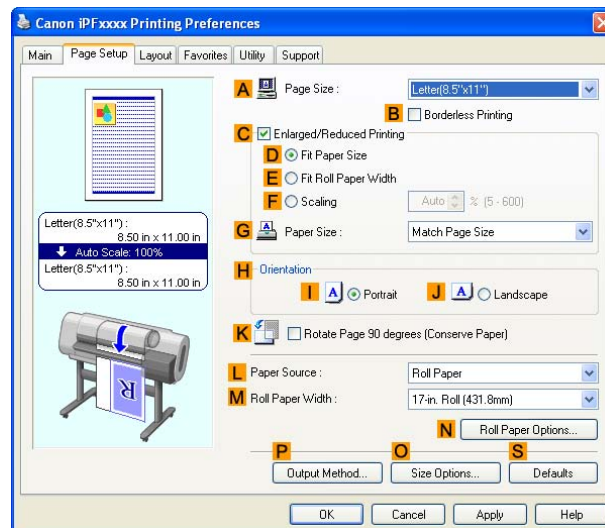 Canon iPFxxxx Printing Preferences
Main Page Setup Layout Favorites Utility Support
A Page Size : Letter(8.5"x11")
B Borderless Printing
C Enlarged/Reduced Printing
D Fit Paper Size
E Fit Roll Paper Width
F Scaling Auto % (5 - 600)
G Paper Size : Match Page Size
Letter(8.5"x11") :
8.50 in x 11.00 in
Auto Scale: 100%
Letter(8.5"x11") :
8.50 in x 11.00 in
H Orientation
I A Portrait J A Landscape
K Rotate Page 90 degrees (Conserve Paper)
R
L Paper Source : Roll Paper
M Roll Paper Width : 17-in. Roll (431.8mm)
N Roll Paper Options...
P O S
Output Method... Size Options... Defaults
OK Cancel Apply Help